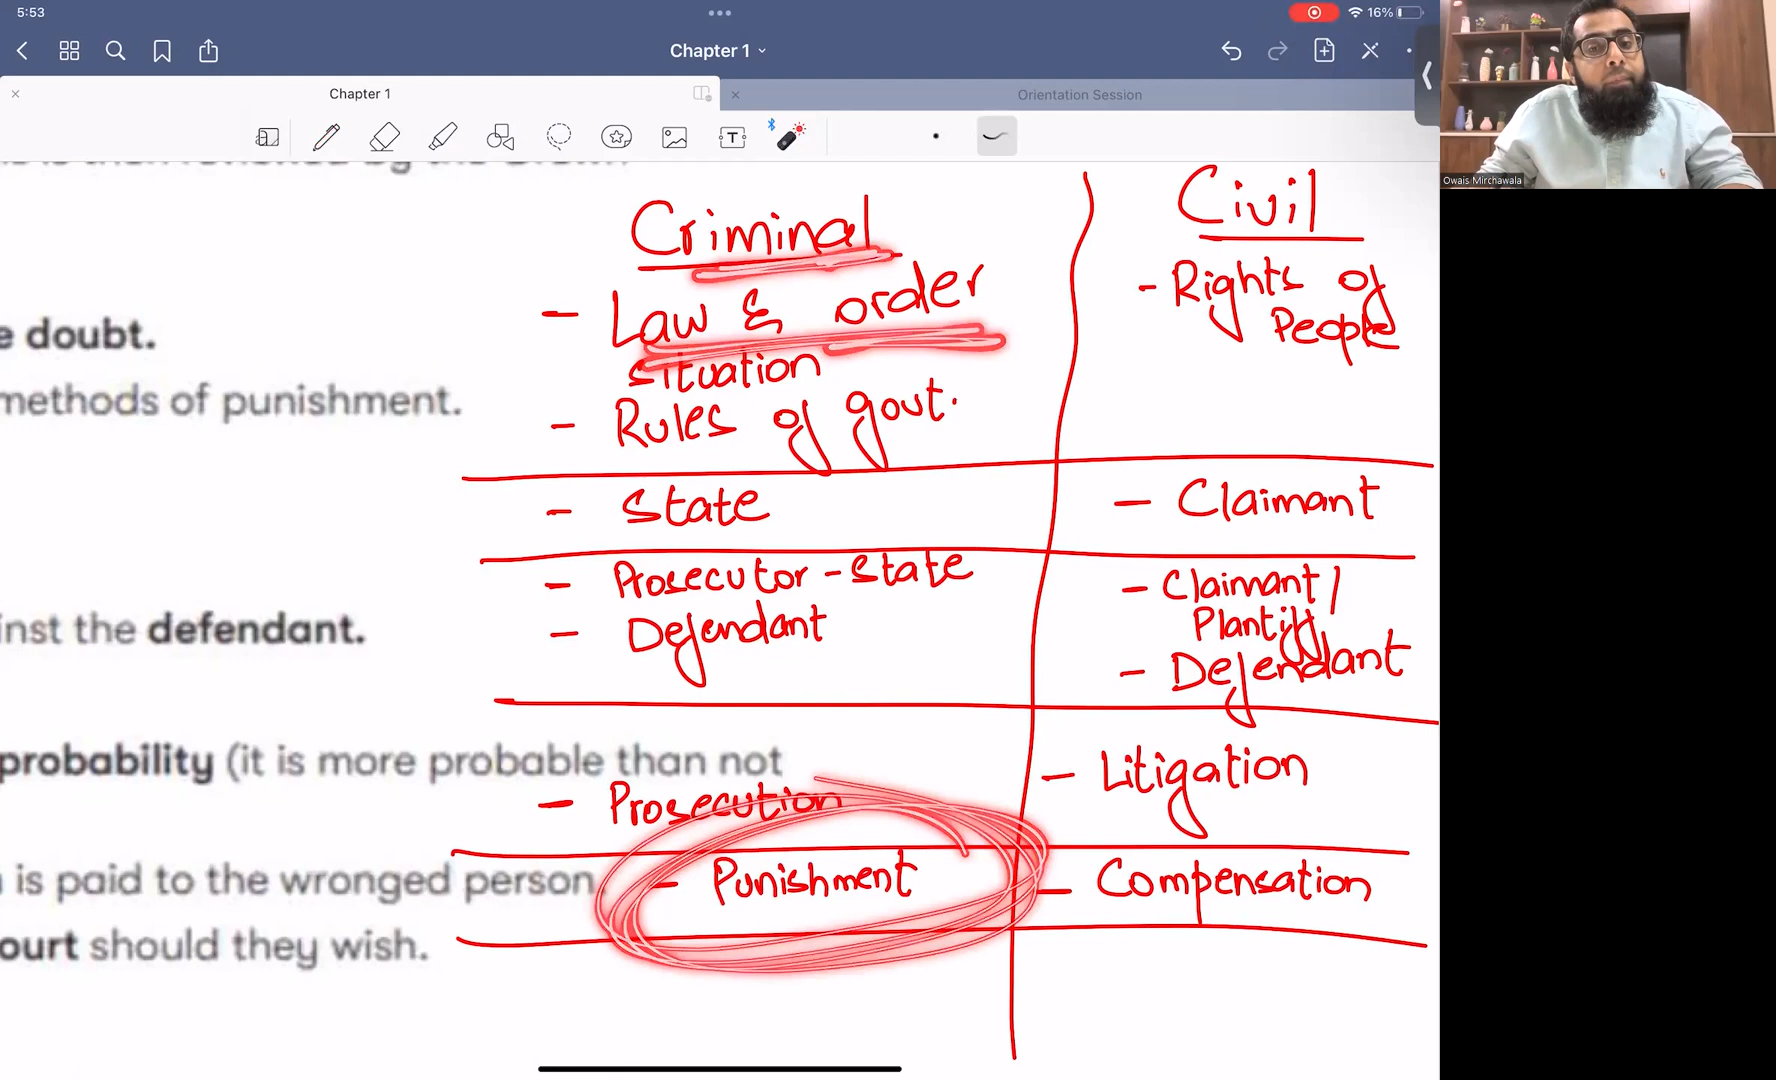 5:53
16%
Chapter 1
Chapter 1
Orientation Session
T
Owais Mirchawala
Criminal
Civil
- Law & order
situation
- Rules of govt.
- Rights of
People
e doubt.
methods of punishment.
- State
- Claimant
- Prosecutor - State
- Defendant
- Claimant /
Plantiff
- Defendant
inst the defendant.
probability (it is more probable than not
- Prosecution
- Litigation
is paid to the wronged person.
- Punishment
- Compensation
ourt should they wish.